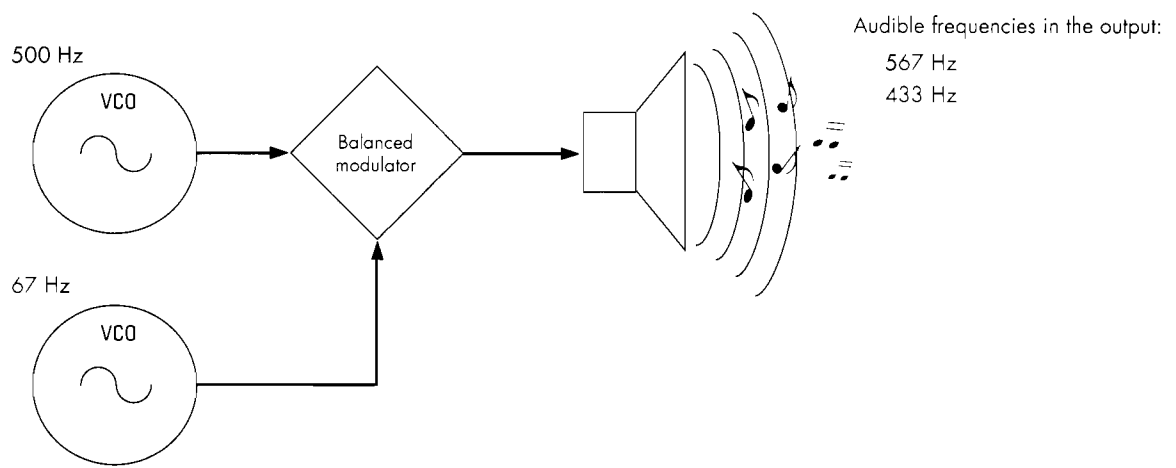 Audible frequencies in the output:
567 Hz
433 Hz
500 Hz
VCO
Balanced
modulator
67 Hz
VCO